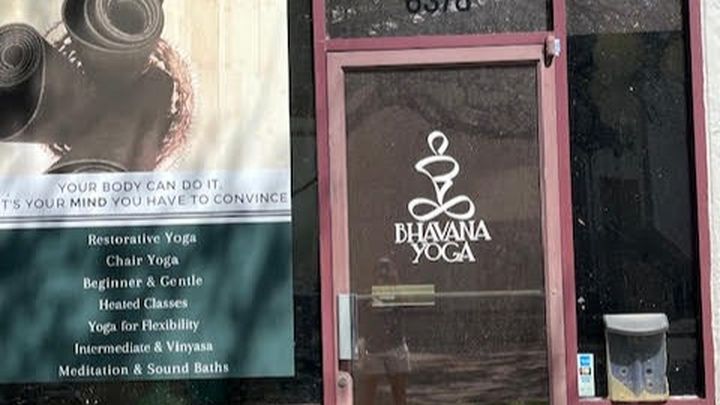 YOUR BODY CAN DO IT.
T'S YOUR MIND YOU HAVE TO CONVINCE
Restorative Yoga
Chair Yoga
Beginner & Gentle
Heated Classes
Yoga for Flexibility
Intermediate & Vinyasa
Meditation & Sound Baths
6378
BHAVANA
YOGA